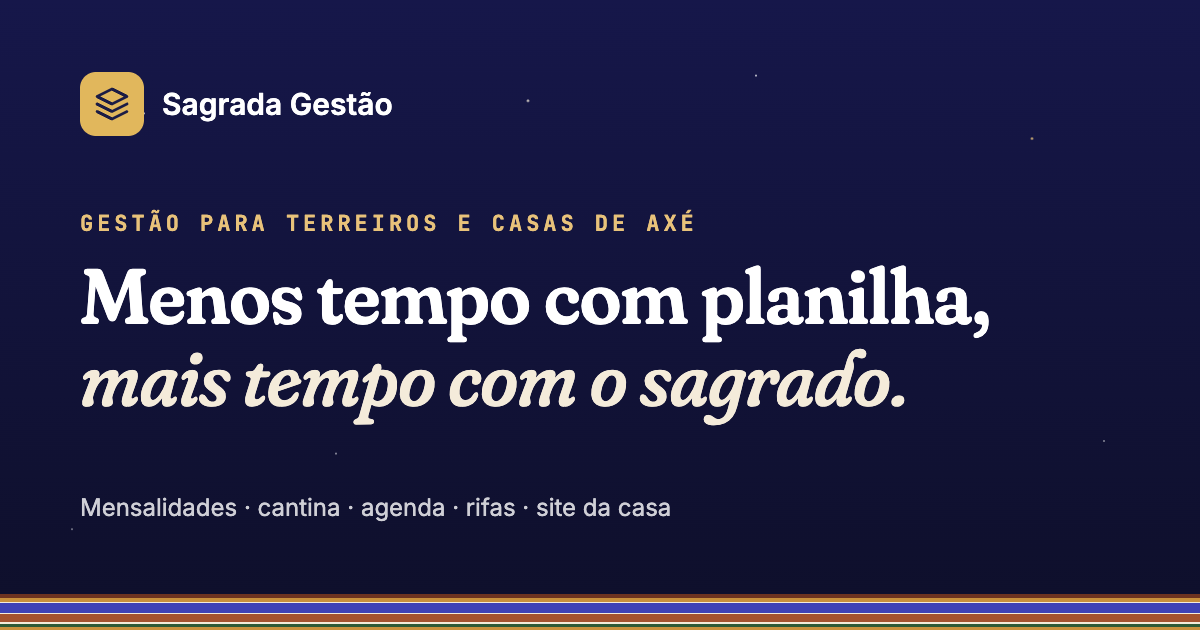 Sagrada Gestão
GESTÃO PARA TERREIROS E CASAS DE AXÉ
Menos tempo com planilha,
mais tempo com o sagrado.
Mensalidades · cantina · agenda · rifas · site da casa